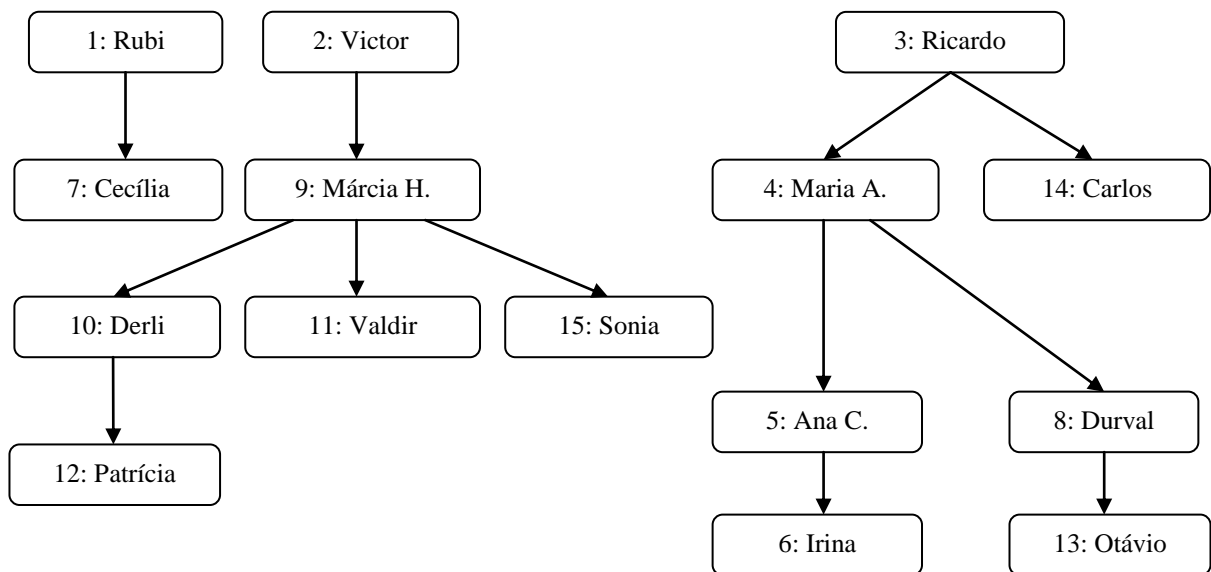 1: Rubi
2: Victor
3: Ricardo
7: Cecília
9: Márcia H.
4: Maria A.
14: Carlos
10: Derli
11: Valdir
15: Sonia
5: Ana C.
8: Durval
12: Patrícia
6: Irina
13: Otávio